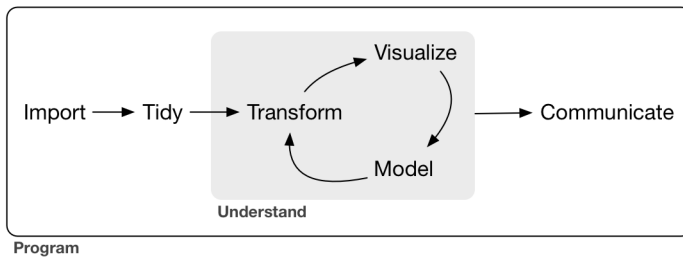 Visualize
Import
Tidy
Transform
Communicate
Model
Understand
Program